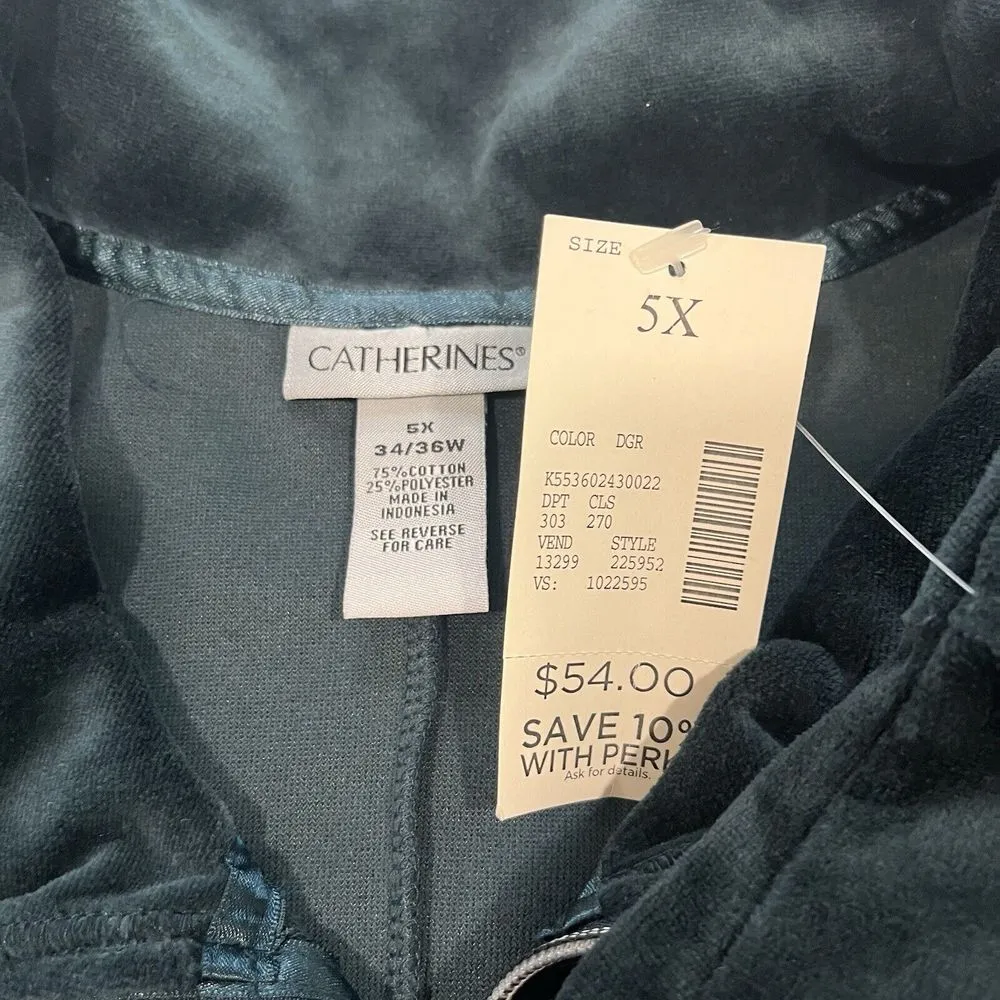 CATHERINES®
5X
34/36W
75%COTTON
25%POLYESTER
MADE IN
INDONESIA
SEE REVERSE
FOR CARE
SIZE
5X
COLOR DGR
K553602430022
DPT CLS
303 270
VEND STYLE
13299 225952
VS: 1022595
$54.00
SAVE 10%
WITH PERK
Ask for details.